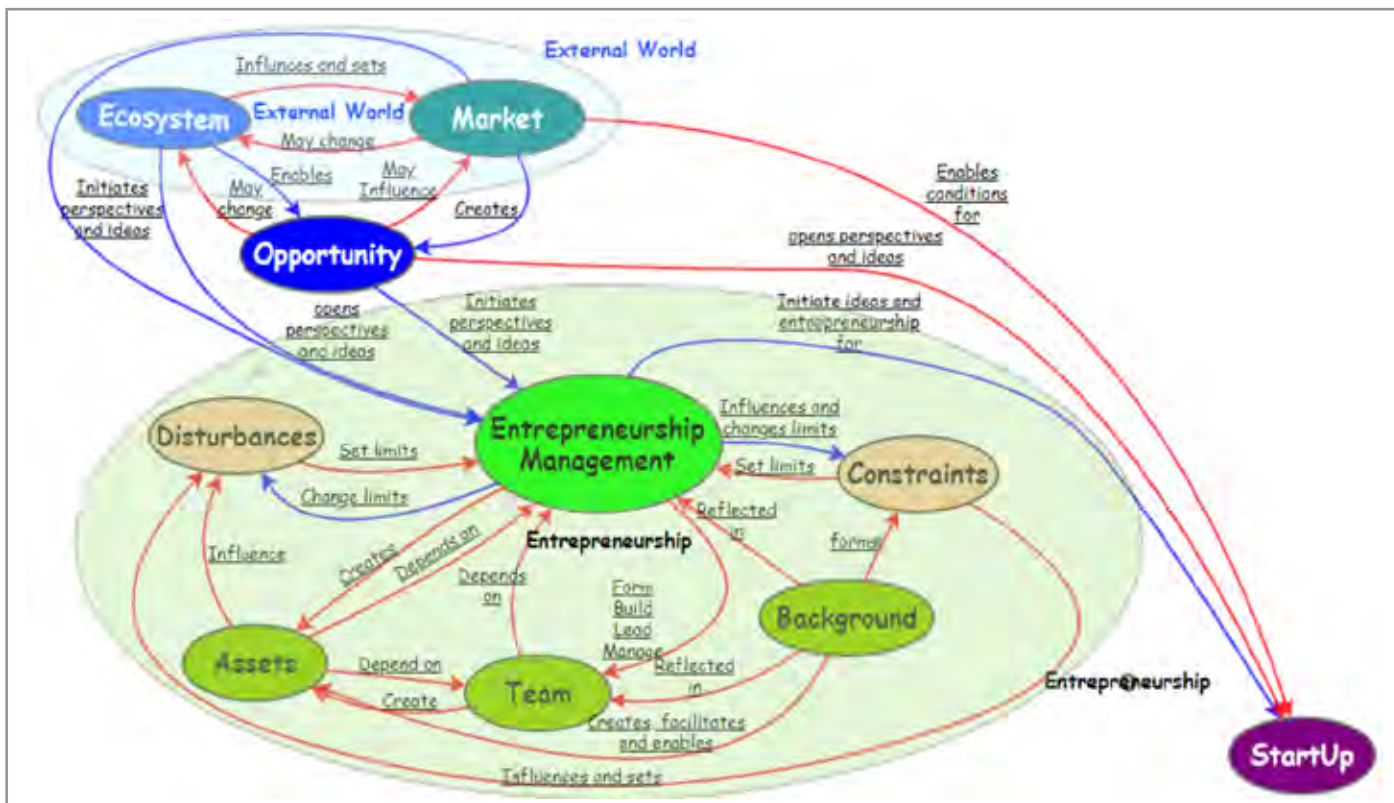 External World
Influnces and sets
Ecosystem
External World
Market
May change
Enables
May
Influence
May
change
Initiates
perspectives
and ideas
Creates
Enables
conditions
for
Opportunity
opens perspectives
and ideas
opens
perspectives
and ideas
Initiates
perspectives
and ideas
Initiate ideas and
entrepreneurship
for
Disturbances
Set limits
Entrepreneurship
Management
Influences and
changes limits
Set limits
Constraints
Change limits
Reflected
in
Entrepreneurship
forms
Influence
Creates
Depends on
Depends
on
Form
Build
Lead
Manage
Background
Assets
Depend on
Create
Team
Reflected
in
Creates, facilitates
and enables
Influences and sets
Entrepreneurship
StartUp